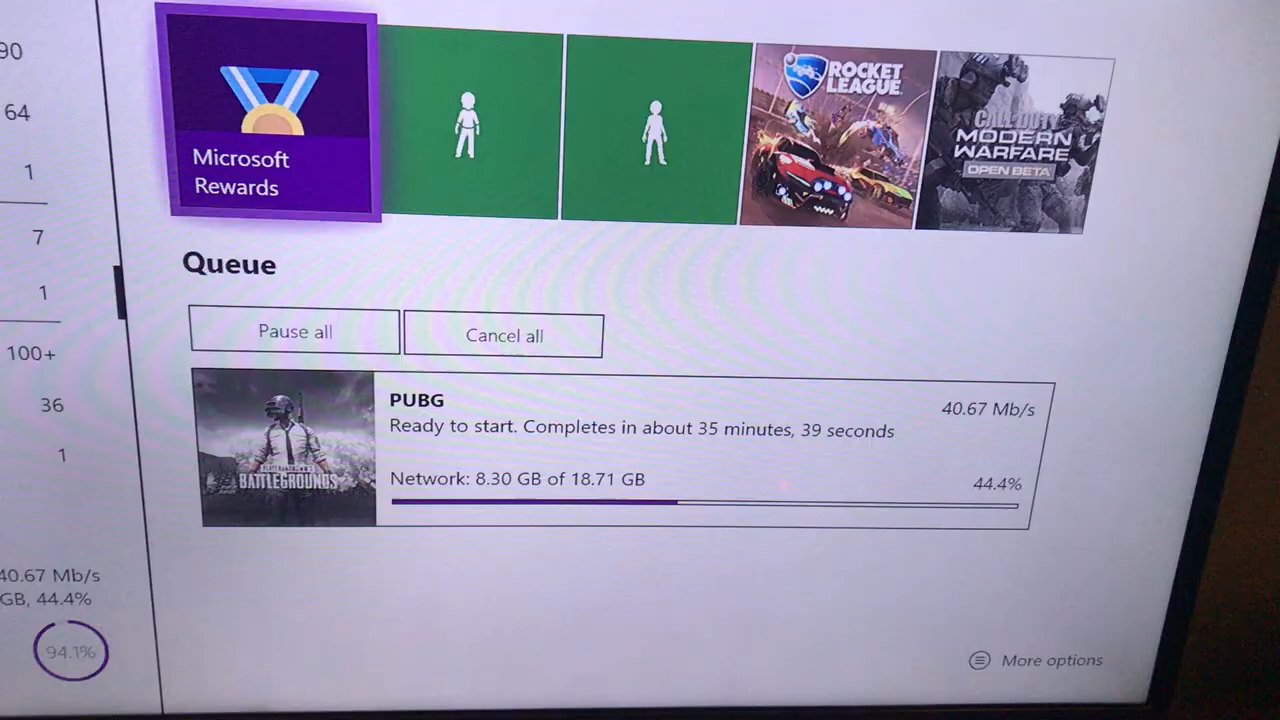 90
64
1
7
1
100+
36
1
40.67 Mb/s
GB, 44.4%
94.1%
Microsoft
Rewards
ROCKET
LEAGUE
CALL OF DUTY
MODERN
WARFARE
OPEN BETA
Queue
Pause all
Cancel all
PLAYERUNKNOWN'S
BATTLEGROUNDS
PUBG
40.67 Mb/s
Ready to start. Completes in about 35 minutes, 39 seconds
Network: 8.30 GB of 18.71 GB
44.4%
More options